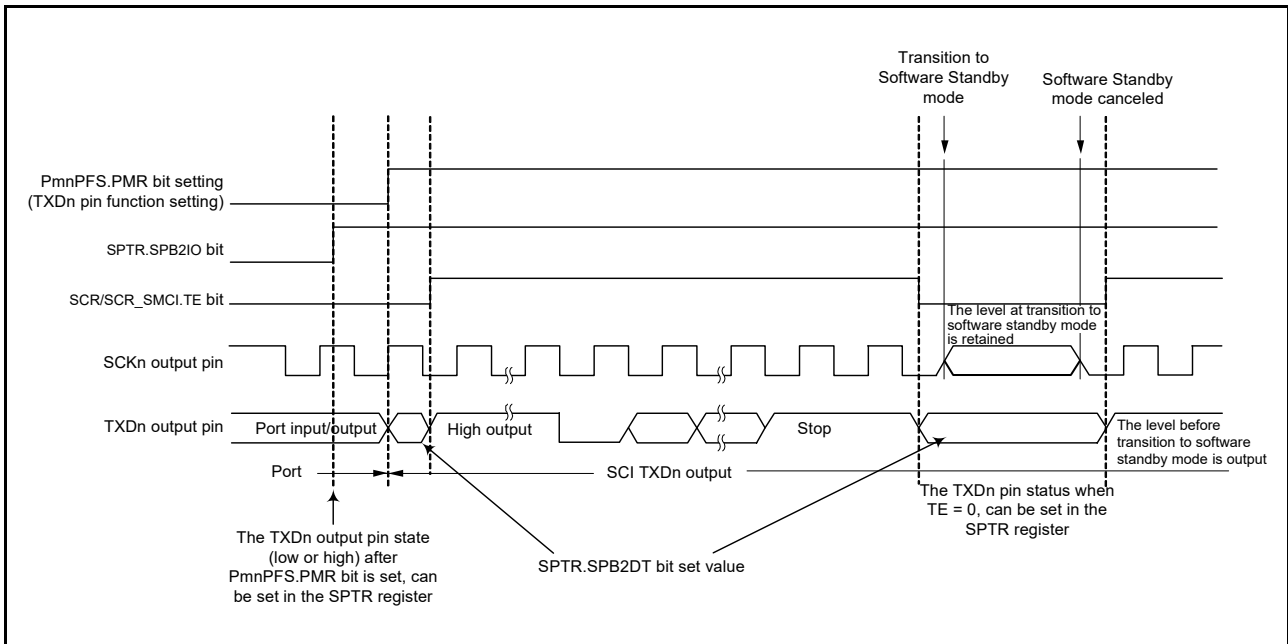 Transition to
Software Standby
mode
Software Standby
mode canceled
PmnPFS.PMR bit setting
(TXDn pin function setting)
SPTR.SPB2IO bit
SCR/SCR_SMCI.TE bit
The level at transition to
software standby mode
is retained
SCKn output pin
TXDn output pin
Port input/output
High output
Stop
The level before
transition to software
standby mode is output
Port
SCI TXDn output
The TXDn pin status when
TE = 0, can be set in the
SPTR register
The TXDn output pin state
(low or high) after
PmnPFS.PMR bit is set, can
be set in the SPTR register
SPTR.SPB2DT bit set value